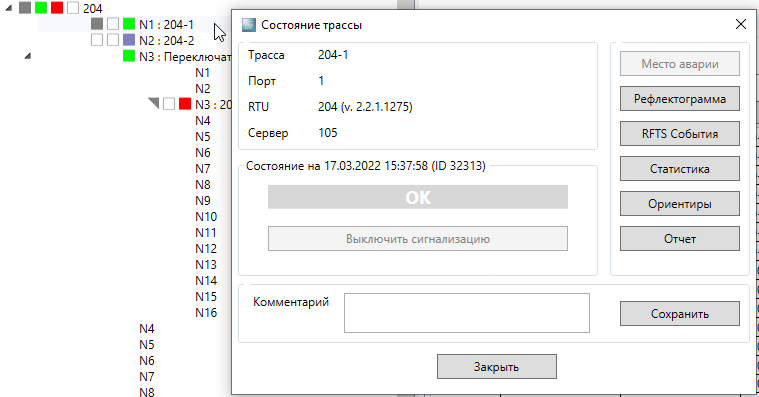 204
N1 : 204-1
N2 : 204-2
N3 : Переключат
N1
N2
N3 : 20
N4
N5
N6
N7
N8
N9
N10
N11
N12
N13
N14
N15
N16
N4
N5
N6
N7
N8
Состояние трассы
Трасса 204-1
Порт 1
RTU 204 (v. 2.2.1.1275)
Сервер 105
Состояние на 17.03.2022 15:37:58 (ID 32313)
OK
Выключить сигнализацию
Место аварии
Рефлектограмма
RFTS События
Статистика
Ориентиры
Отчет
Комментарий
Сохранить
Закрыть